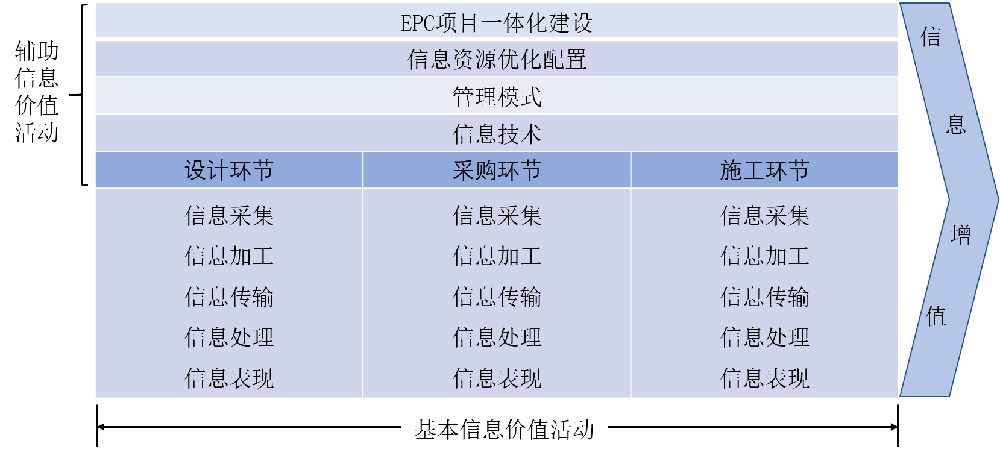 辅助
信息
价值
活动
EPC项目一体化建设
信息资源优化配置
管理模式
信息技术
设计环节 采购环节 施工环节
信息采集 信息采集 信息采集
信息加工 信息加工 信息加工
信息传输 信息传输 信息传输
信息处理 信息处理 信息处理
信息表现 信息表现 信息表现
基本信息价值活动
信
息
增
值